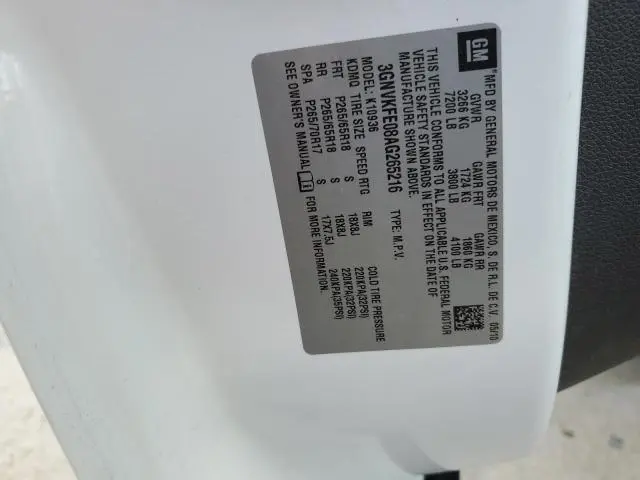 GM
MFD BY GENERAL MOTORS DE MEXICO, S. DE R.L. DE C.V. 05/10
GVWR GAWR FRT GAWR RR
3266 KG 1724 KG 1860 KG
7200 LB 3800 LB 4100 LB
THIS VEHICLE CONFORMS TO ALL APPLICABLE U.S. FEDERAL MOTOR
VEHICLE SAFETY STANDARDS IN EFFECT ON THE DATE OF
MANUFACTURE SHOWN ABOVE.
3GNVKFE08AG265216 TYPE: M.P.V.
MODEL: K10936
KDMQ TIRE SIZE SPEED RTG RIM COLD TIRE PRESSURE
FRT P265/65R18 S 18X8J 220KPA(32PSI)
RR P265/65R18 S 18X8J 220KPA(32PSI)
SPA P265/70R17 S 17X7.5J 240KPA(35PSI)
SEE OWNER'S MANUAL FOR MORE INFORMATION.